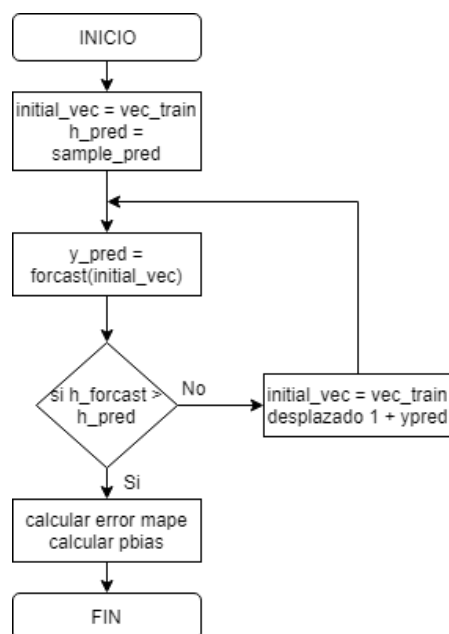 INICIO
initial_vec = vec_train
h_pred =
sample_pred
y_pred =
forcast(initial_vec)
si h_forcast >
h_pred
No
initial_vec = vec_train
desplazado 1 + ypred
Si
calcular error mape
calcular pbias
FIN